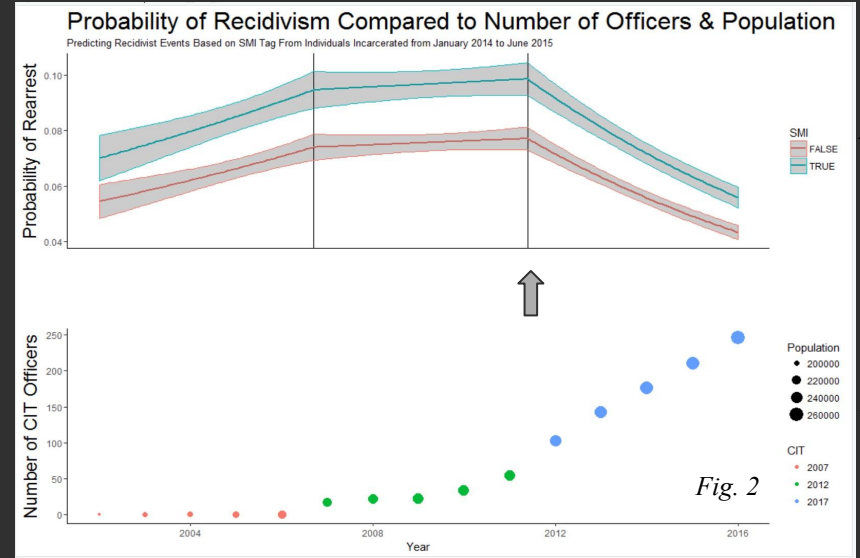 Probability of Recidivism Compared to Number of Officers & Population
Predicting Recidivist Events Based on SMI Tag From Individuals Incarcerated from January 2014 to June 2015
Probability of Rearrest
0.10
0.08
0.06
0.04
SMI
FALSE
TRUE
Number of CIT Officers
250
200
150
100
50
0
2004
2008
2012
2016
Year
Population
200000
220000
240000
260000
CIT
2007
2012
2017
Fig. 2